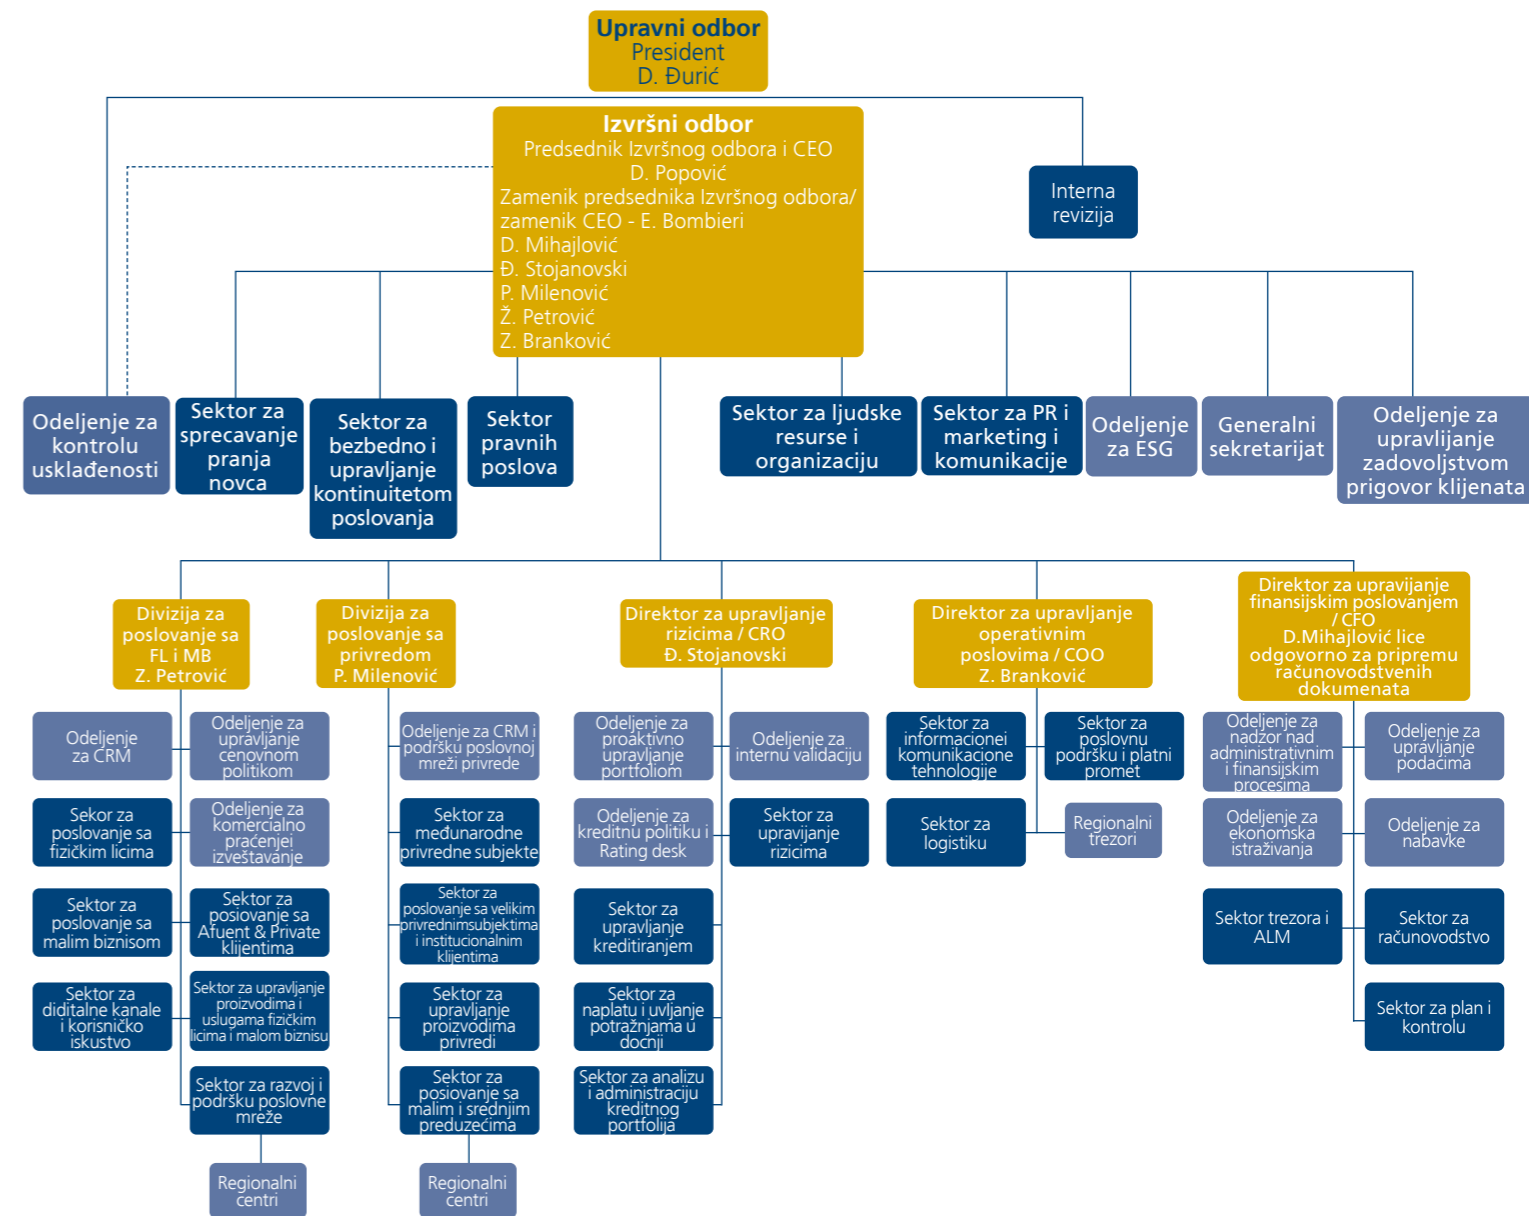 Upravni odbor
President
D. Đurić
Izvršni odbor
Predsednik Izvršnog odbora i CEO
D. Popović
Zamenik predsednika Izvršnog odbora/
zamenik CEO - E. Bombieri
D. Mihajlović
Đ. Stojanovski
P. Milenović
Ž. Petrović
Z. Branković
Interna
revizija
Odeljenje za
kontrolu
usklađenosti
Sektor za
sprecavanje
pranja
novca
Sektor za
bezbedno i
upravljanje
kontinuitetom
poslovanja
Sektor
pravnih
poslova
Sektor za ljudske
resurse i
organizaciju
Sektor za PR i
marketing i
komunikacije
Odeljenje
za ESG
Generalni
sekretarijat
Odeljenje za
upravlijanje
zadovoljstvom
prigovor klijenata
Divizija za
poslovanje sa
FL i MB
Z. Petrović
Divizija za
poslovanje sa
privredom
P. Milenović
Direktor za upravljanje
rizicima / CRO
Đ. Stojanovski
Direktor za upravljanje
operativnim
poslovima / COO
Z. Branković
Direktor za upravijanje
finansijskim poslovanjem
/ CFO
D.Mihajlović lice
odgovorno za pripremu
računovodstvenih
dokumenata
Odeljenje
za CRM
Odeljenje za
upravljanje
cenovnom
politikom
Sekor za
poslovanje sa
fizičkim licima
Odeljenje za
komercialno
praćenjei
izveštavanje
Sektor za
poslovanje sa
malim biznisom
Sektor za
posiovanje sa
Afuent & Private
klijentima
Sektor za
diditalne kanale
i korisničko
iskustvo
Sektor za upravljanje
proizvodima i
uslugama fizičkim
licima i malom biznisu
Sektor za razvoj i
podršku poslovne
mreže
Regionalni
centri
Odeljenje za CRM i
podršku poslovnoj
mreži privrede
Sektor za
međunarodne
privredne subjekte
Sektor za
poslovanje sa velikim
privrednimsubjektima
i institucionalnim
klijentima
Sektor za
upravljanje
proizvodima
privredi
Sektor za
posiovanje sa
malim i srednjim
preduzećima
Regionalni
centri
Odeljenje za
proaktivno
upravljanje
portfoliom
Odeljenje za
internu validaciju
Odeljenje za
kreditnu politiku i
Rating desk
Sektor za
upravijanje
rizicima
Sektor za
upravljanje
kreditiranjem
Sektor za
naplatu i uvljanje
potražnjama u
docnji
Sektor za analizu
i administraciju
kreditnog
portfolija
Sektor za
informacionei
komunikacione
tehnologije
Sektor za
poslovnu
podršku i platni
promet
Sektor za
logistiku
Regionalni
trezori
Odeljenje za
nadzor nad
administrativnim
i finansijskim
procesima
Odeljenje za
upravljanje
podaćima
Odeljenje za
ekonomska
istraživanja
Odeljenje za
nabavke
Sektor trezora i
ALM
Sektor za
računovodstvo
Sektor za plan i
kontrolu